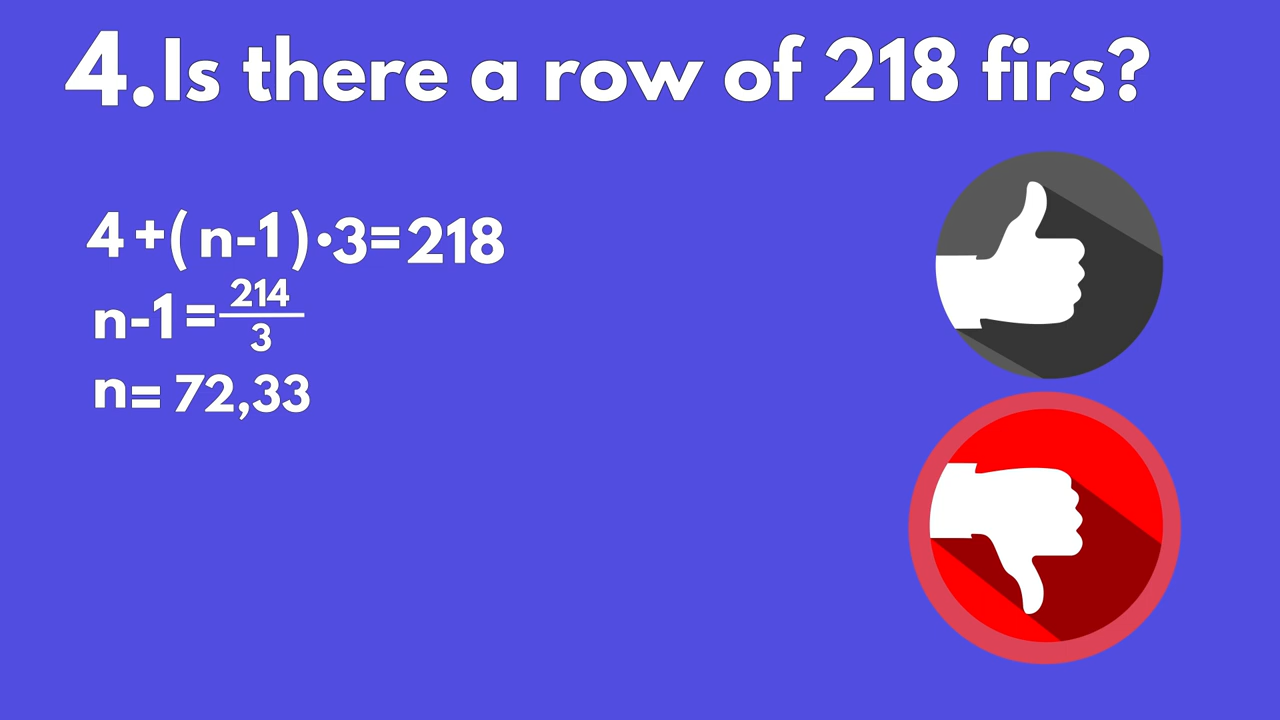 4.Is there a row of 218 firs?
4+(n-1)•3=218
n-1=214/3
n=72,33